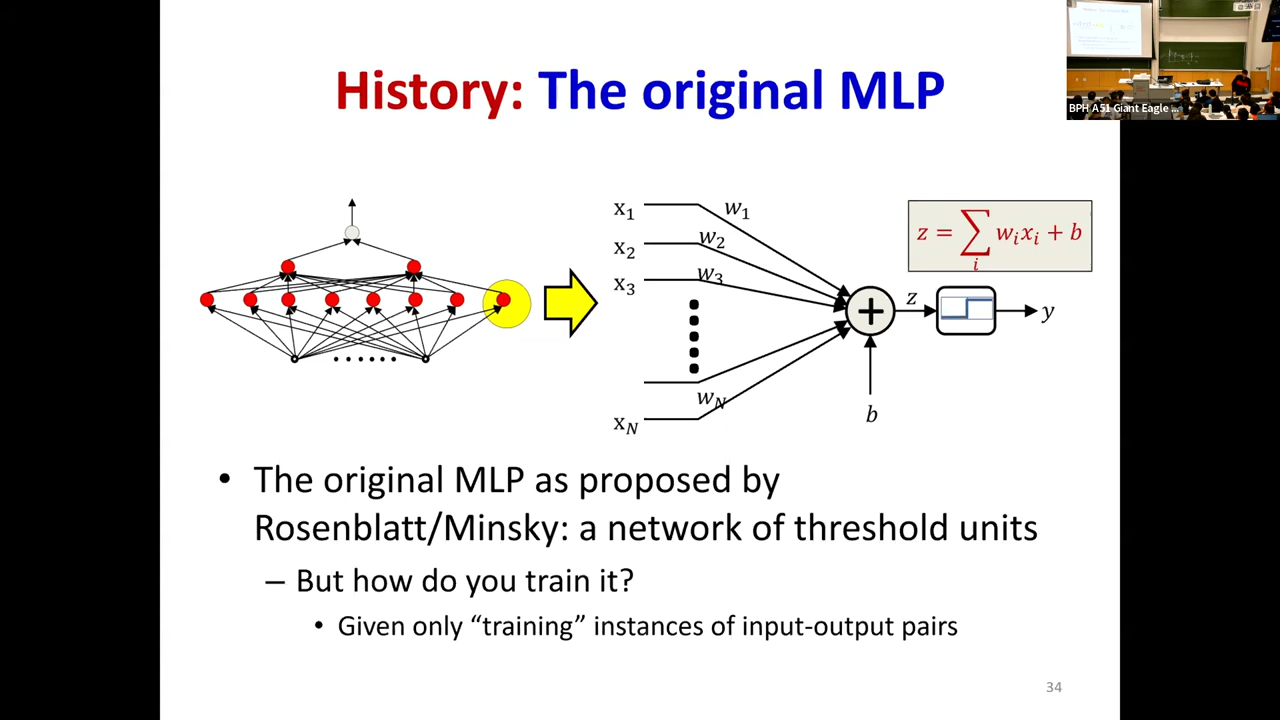 History: The original MLP
BPH A51 Giant Eagle ...
x₁
w₁
x₂
w₂
x₃
w₃
w_N
x_N
z = ∑ᵢ wᵢxᵢ + b
+
z
y
b
• The original MLP as proposed by
Rosenblatt/Minsky: a network of threshold units
– But how do you train it?
• Given only “training” instances of input-output pairs
34